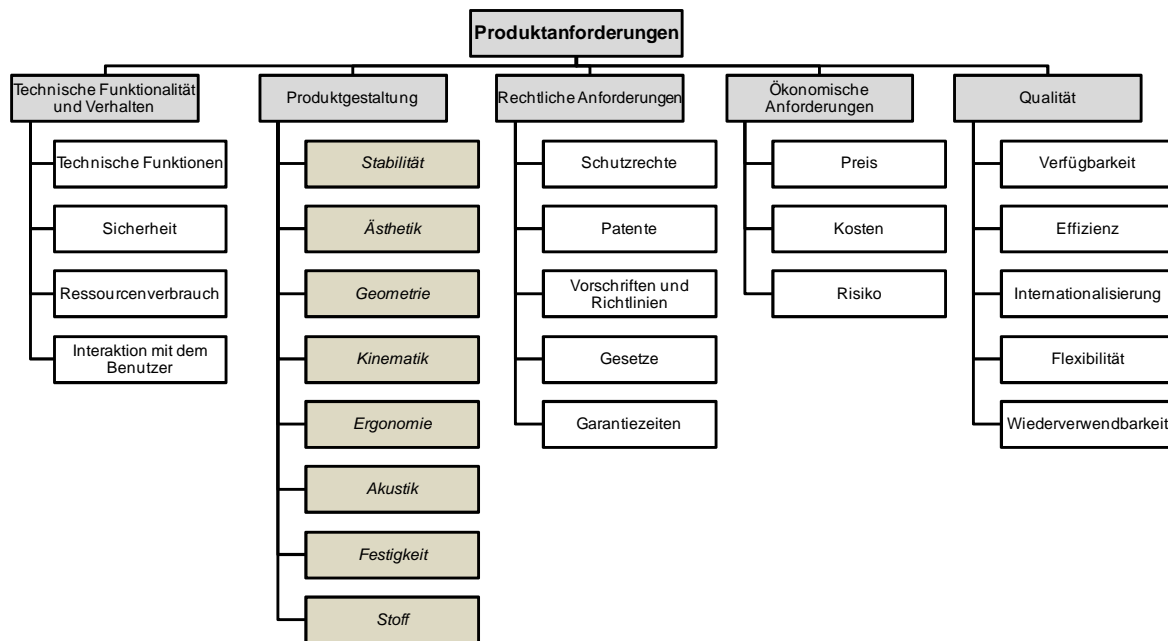 Produktanforderungen
Technische Funktionalität
und Verhalten
Technische Funktionen
Sicherheit
Ressourcenverbrauch
Interaktion mit dem
Benutzer
Produktgestaltung
Stabilität
Ästhetik
Geometrie
Kinematik
Ergonomie
Akustik
Festigkeit
Stoff
Rechtliche Anforderungen
Schutzrechte
Patente
Vorschriften und
Richtlinien
Gesetze
Garantiezeiten
Ökonomische
Anforderungen
Preis
Kosten
Risiko
Qualität
Verfügbarkeit
Effizienz
Internationalisierung
Flexibilität
Wiederverwendbarkeit